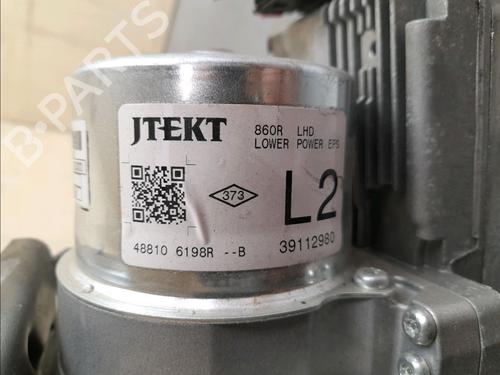 B-PARTS
JTEKT
860R LHD
LOWER POWER EPS
373
L2
48810 6198R --B
39112980